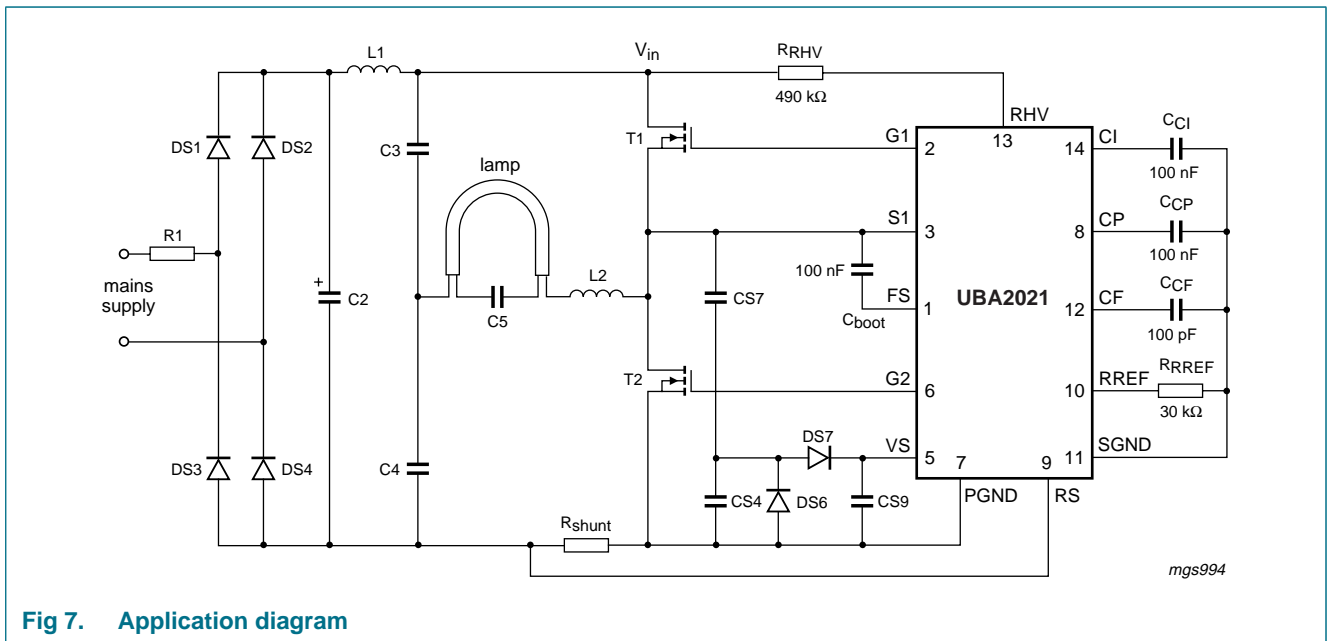 L1
Vin
RRHV
490 kΩ
DS1
DS2
C3
T1
G1
2
RHV
13
14
CI
CCI
100 nF
lamp
R1
mains
supply
+
C2
S1
3
8
CP
CCP
100 nF
L2
C5
CS7
100 nF
FS
1
Cboot
UBA2021
12
CF
CCF
100 pF
T2
G2
6
10
RREF
RRREF
30 kΩ
DS3
DS4
C4
DS7
VS
5
7
9
11
SGND
CS4
DS6
CS9
PGND
RS
Rshunt
mgs994
Fig 7. Application diagram